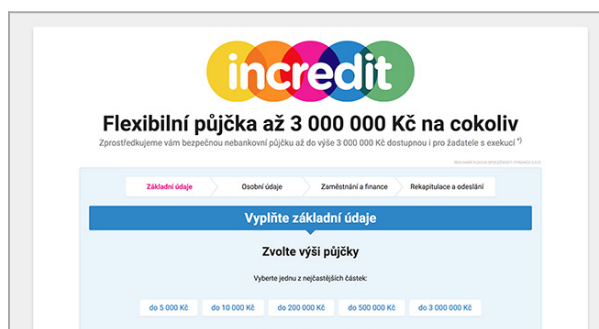 incredit
Flexibilní půjčka až 3 000 000 Kč na cokoliv
Zprostředkujeme vám bezpečnou nebankovní půjčku až do výše 3 000 000 Kč dostupnou i pro žadatele s exekucí *)
Základní údaje
Osobní údaje
Zaměstnání a finance
Rekapitulace a odeslání
Vyplňte základní údaje
Zvolte výši půjčky
Vyberte jednu z nejčastějších částek:
do 5 000 Kč
do 10 000 Kč
do 200 000 Kč
do 500 000 Kč
do 3 000 000 Kč